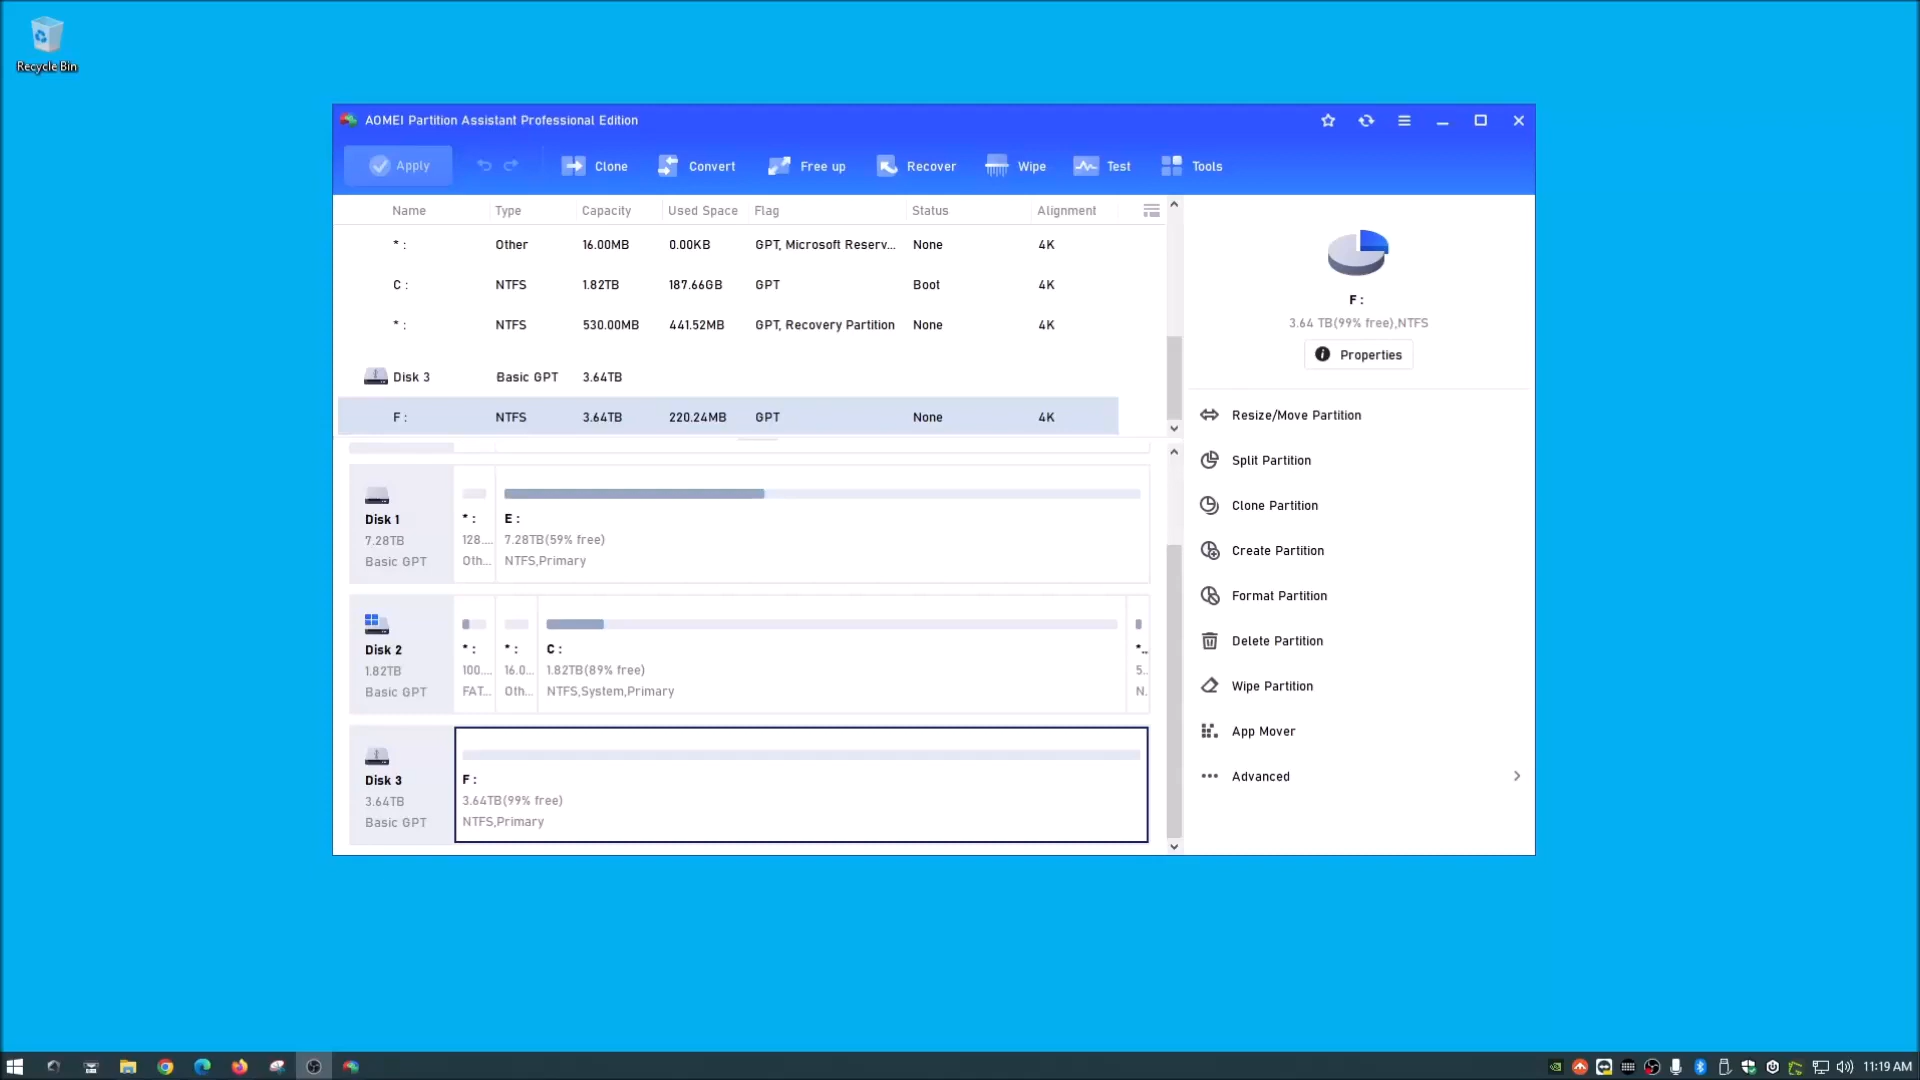 Recycle Bin
AOMEI Partition Assistant Professional Edition
Apply Clone Convert Free up Recover Wipe Test Tools
Name Type Capacity Used Space Flag Status Alignment
* : Other 16.00MB 0.00KB GPT, Microsoft Reserv... None 4K
C : NTFS 1.82TB 187.66GB GPT Boot 4K
* : NTFS 530.00MB 441.52MB GPT, Recovery Partition None 4K
Disk 3 Basic GPT 3.64TB
F : NTFS 3.64TB 220.24MB GPT None 4K
Disk 1
7.28TB
Basic GPT
* :
128....
Oth...
E :
7.28TB(59% free)
NTFS,Primary
Disk 2
1.82TB
Basic GPT
* :
100....
FAT...
* :
16.0...
Oth...
C :
1.82TB(89% free)
NTFS,System,Primary
*..
5..
N.
Disk 3
3.64TB
Basic GPT
F :
3.64TB(99% free)
NTFS,Primary
F :
3.64 TB(99% free),NTFS
Properties
Resize/Move Partition
Split Partition
Clone Partition
Create Partition
Format Partition
Delete Partition
Wipe Partition
App Mover
Advanced
11:19 AM